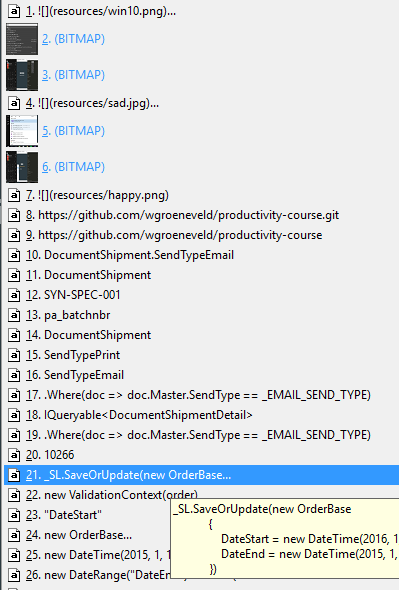 1. ![](resources/win10.png)...
2. (BITMAP)
3. (BITMAP)
4. ![](resources/sad.jpg)...
5. (BITMAP)
6. (BITMAP)
7. ![](resources/happy.png)
8. https://github.com/wgroeneveld/productivity-course.git
9. https://github.com/wgroeneveld/productivity-course
10. DocumentShipment.SendTypeEmail
11. DocumentShipment
12. SYN-SPEC-001
13. pa_batchnbr
14. DocumentShipment
15. SendTypePrint
16. SendTypeEmail
17. .Where(doc => doc.Master.SendType == _EMAIL_SEND_TYPE)
18. IQueryable<DocumentShipmentDetail>
19. .Where(doc => doc.Master.SendType == _EMAIL_SEND_TYPE)
20. 10266
21. _SL.SaveOrUpdate(new OrderBase...
22. new ValidationContext(order)
23. "DateStart"
24. new OrderBase...
25. new DateTime(2015, 1, 1
26. new DateRange("DateEnd
_SL.SaveOrUpdate(new OrderBase
{
DateStart = new DateTime(2016, 1,
DateEnd = new DateTime(2015, 1,
})